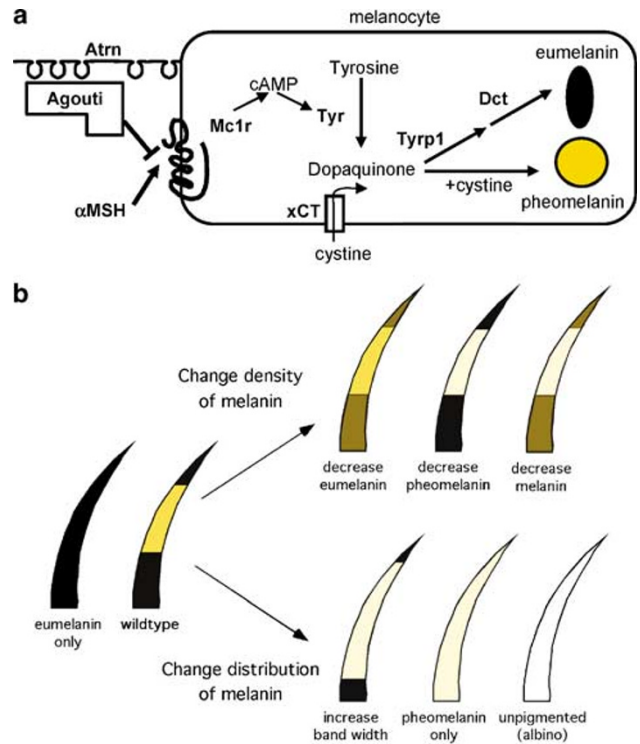 a
melanocyte
Atrn
Agouti
αMSH
Mc1r
cAMP
Tyr
Tyrosine
Dopaquinone
xCT
cystine
Tyrp1
Dct
+cystine
eumelanin
pheomelanin
b
Change density
of melanin
decrease
eumelanin
decrease
pheomelanin
decrease
melanin
eumelanin
only
wildtype
Change distribution
of melanin
increase
band width
pheomelanin
only
unpigmented
(albino)